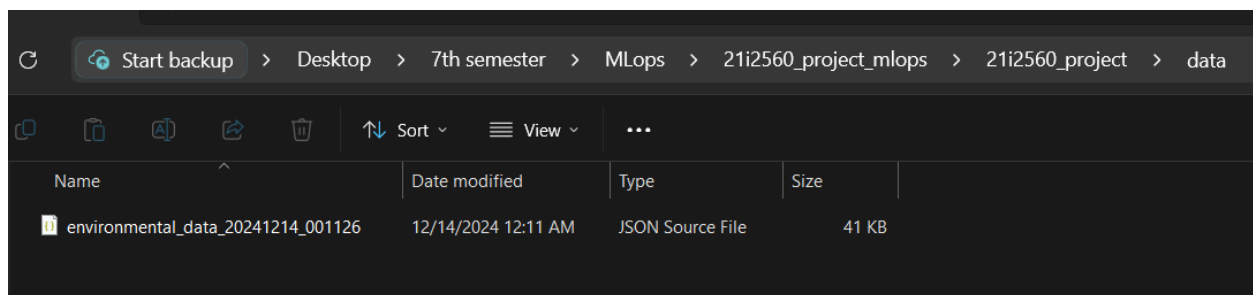 Start backup > Desktop > 7th semester > MLops > 21i2560_project_mlops > 21i2560_project > data
Sort View ...
Name Date modified Type Size
environmental_data_20241214_001126 12/14/2024 12:11 AM JSON Source File 41 KB